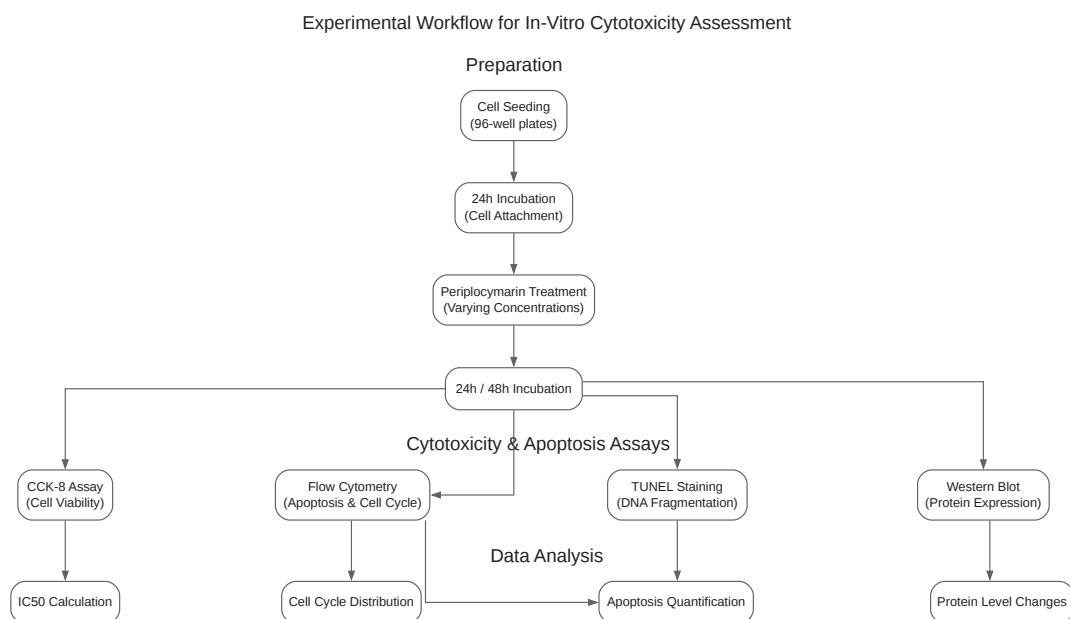 Experimental Workflow for In-Vitro Cytotoxicity Assessment
Preparation
Cell Seeding
(96-well plates)
24h Incubation
(Cell Attachment)
Periplocymarin Treatment
(Varying Concentrations)
24h / 48h Incubation
Cytotoxicity & Apoptosis Assays
CCK-8 Assay
(Cell Viability)
Flow Cytometry
(Apoptosis & Cell Cycle)
TUNEL Staining
(DNA Fragmentation)
Western Blot
(Protein Expression)
Data Analysis
IC50 Calculation
Cell Cycle Distribution
Apoptosis Quantification
Protein Level Changes